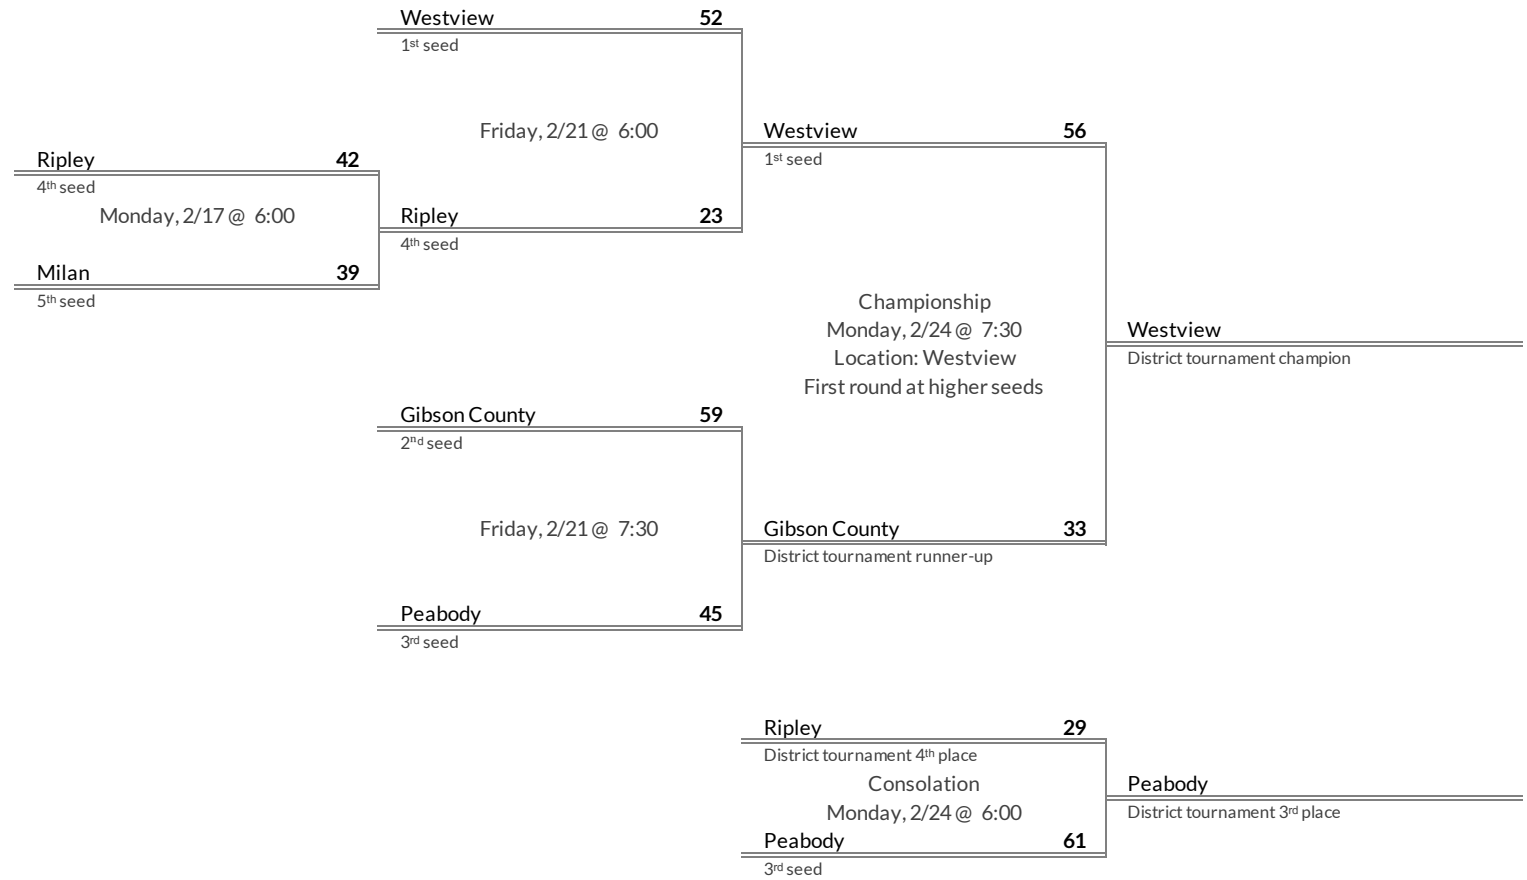 Westview 52
1st seed
Friday, 2/21 @ 6:00
Westview 56
1st seed
Ripley 42
4th seed
Monday, 2/17 @ 6:00
Ripley 23
4th seed
Milan 39
5th seed
Championship
Monday, 2/24 @ 7:30
Location: Westview
First round at higher seeds
Westview
District tournament champion
Gibson County 59
2nd seed
Friday, 2/21 @ 7:30
Gibson County 33
District tournament runner-up
Peabody 45
3rd seed
Ripley 29
District tournament 4th place
Consolation
Monday, 2/24 @ 6:00
Peabody
District tournament 3rd place
Peabody 61
3rd seed